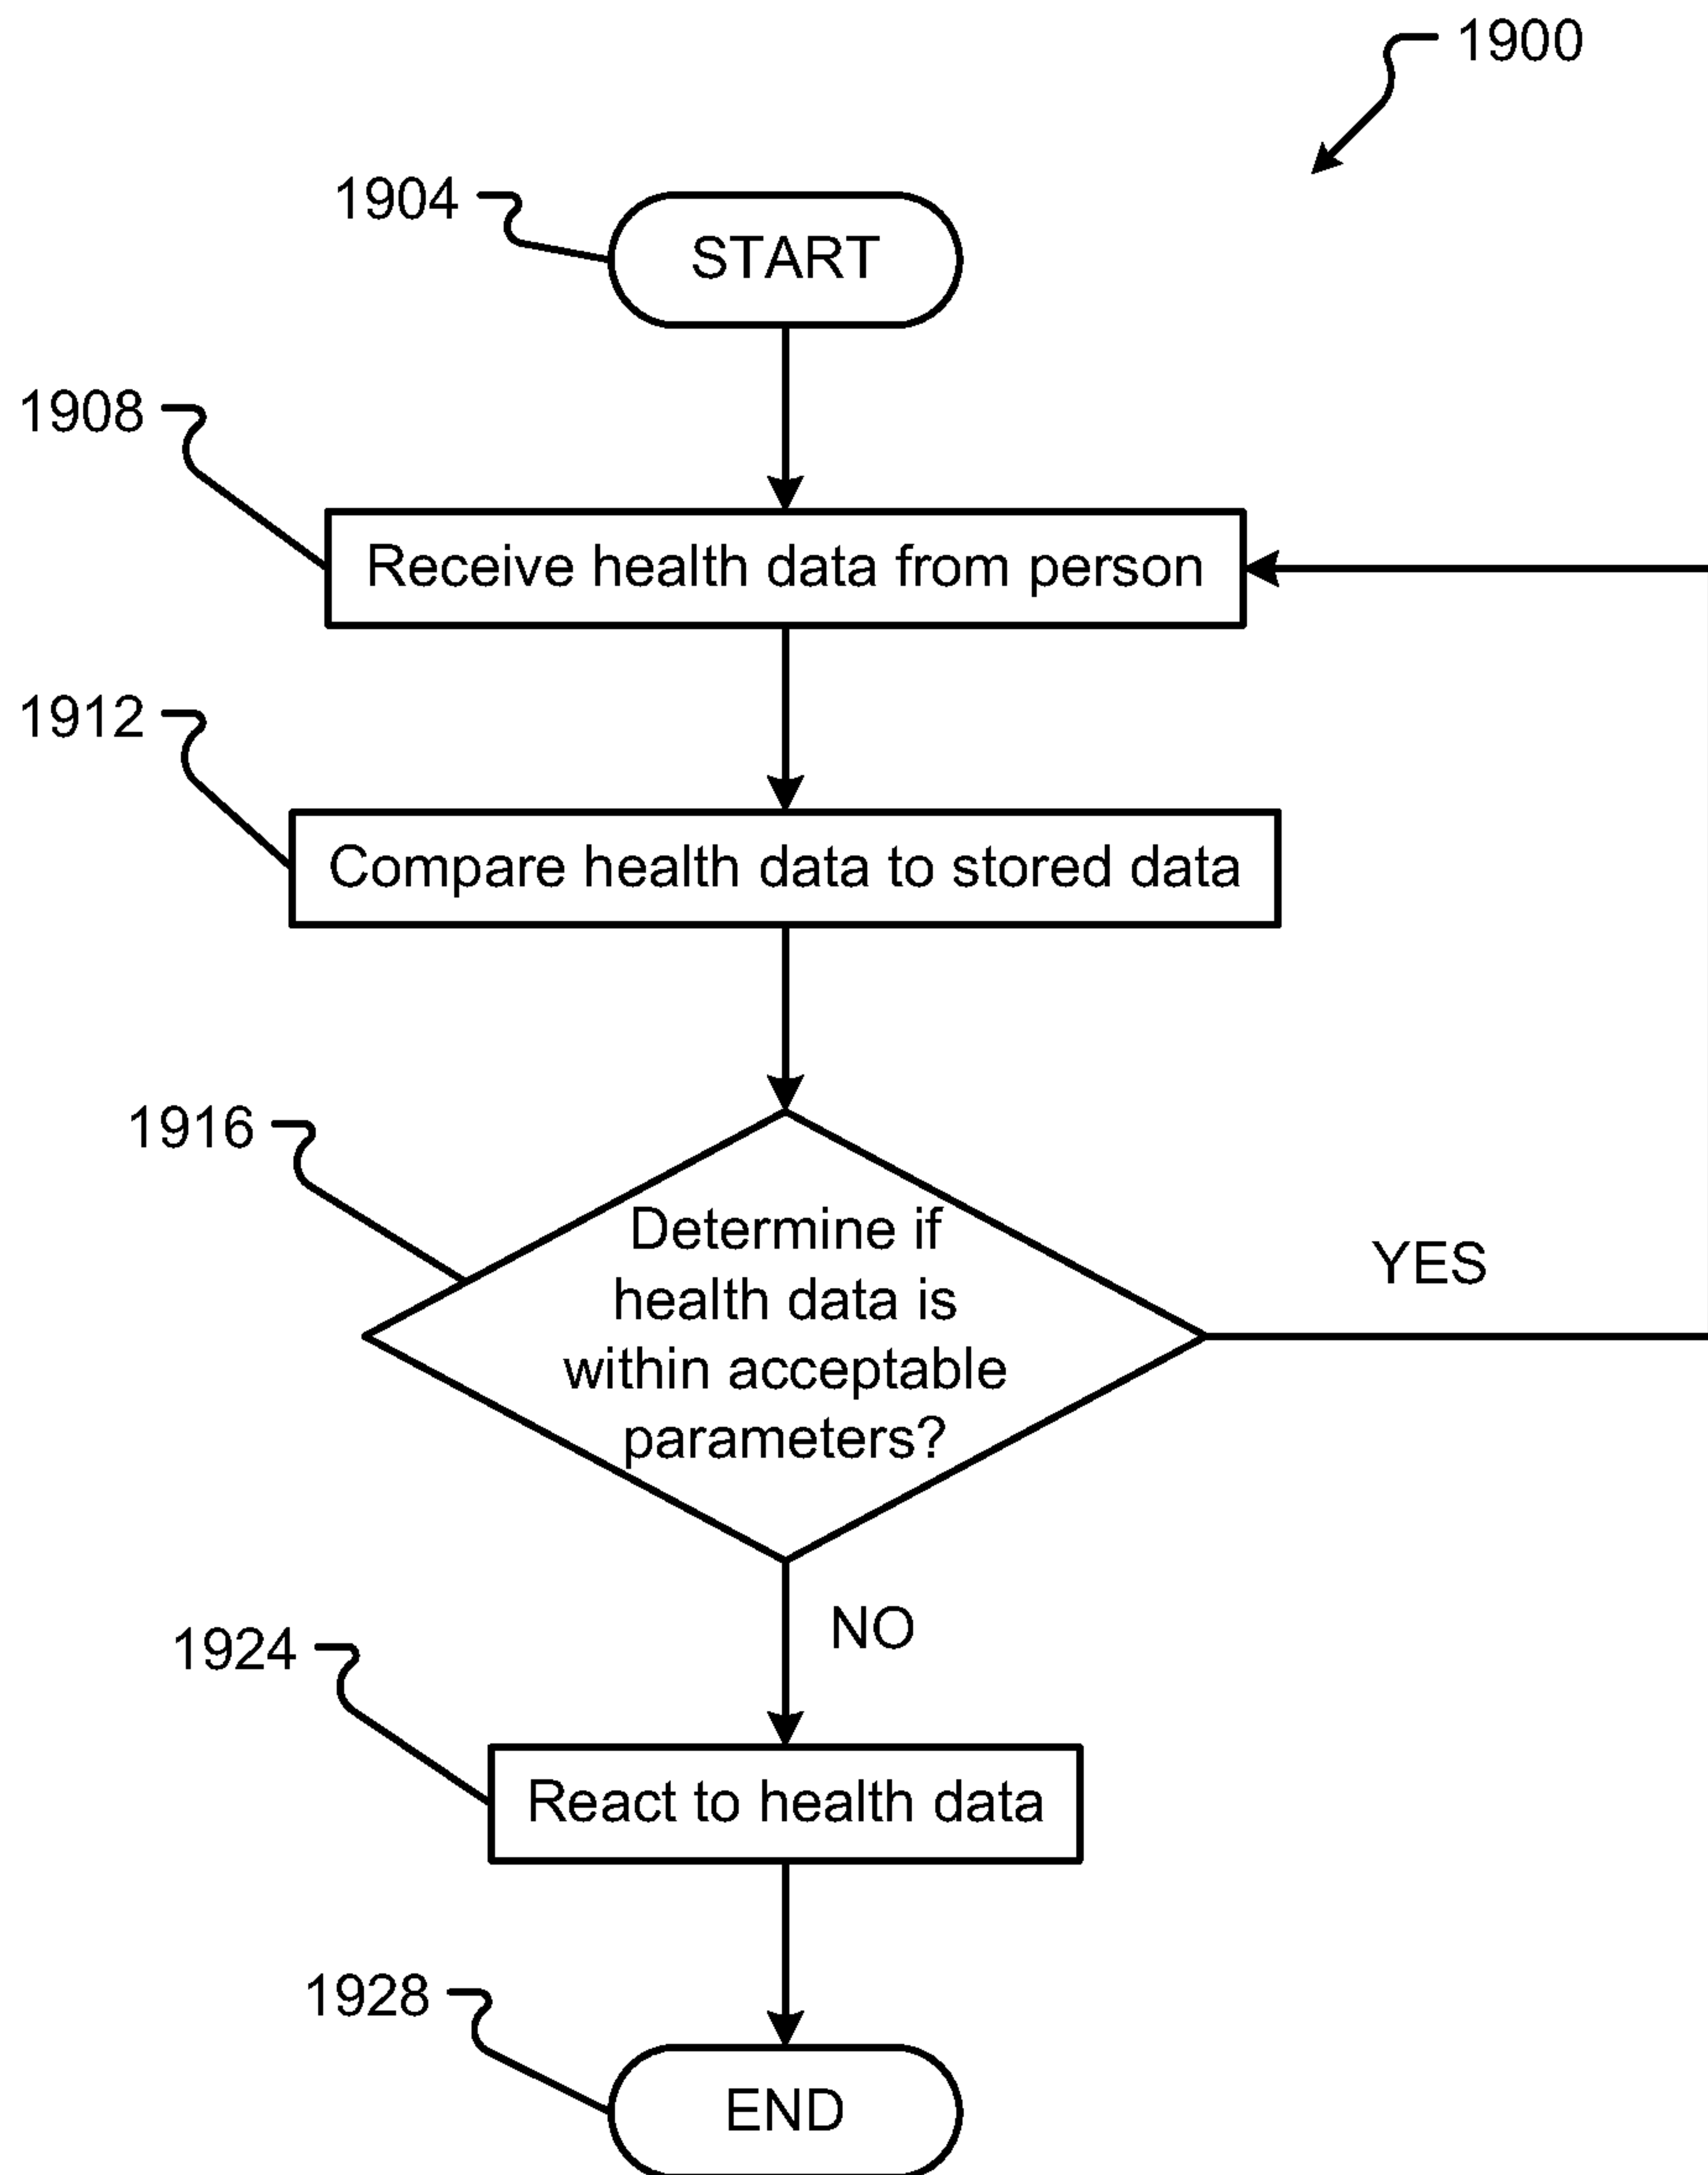 1900
1904
START
1908
Receive health data from person
1912
Compare health data to stored data
1916
Determine if
health data is
within acceptable
parameters?
YES
NO
1924
React to health data
1928
END